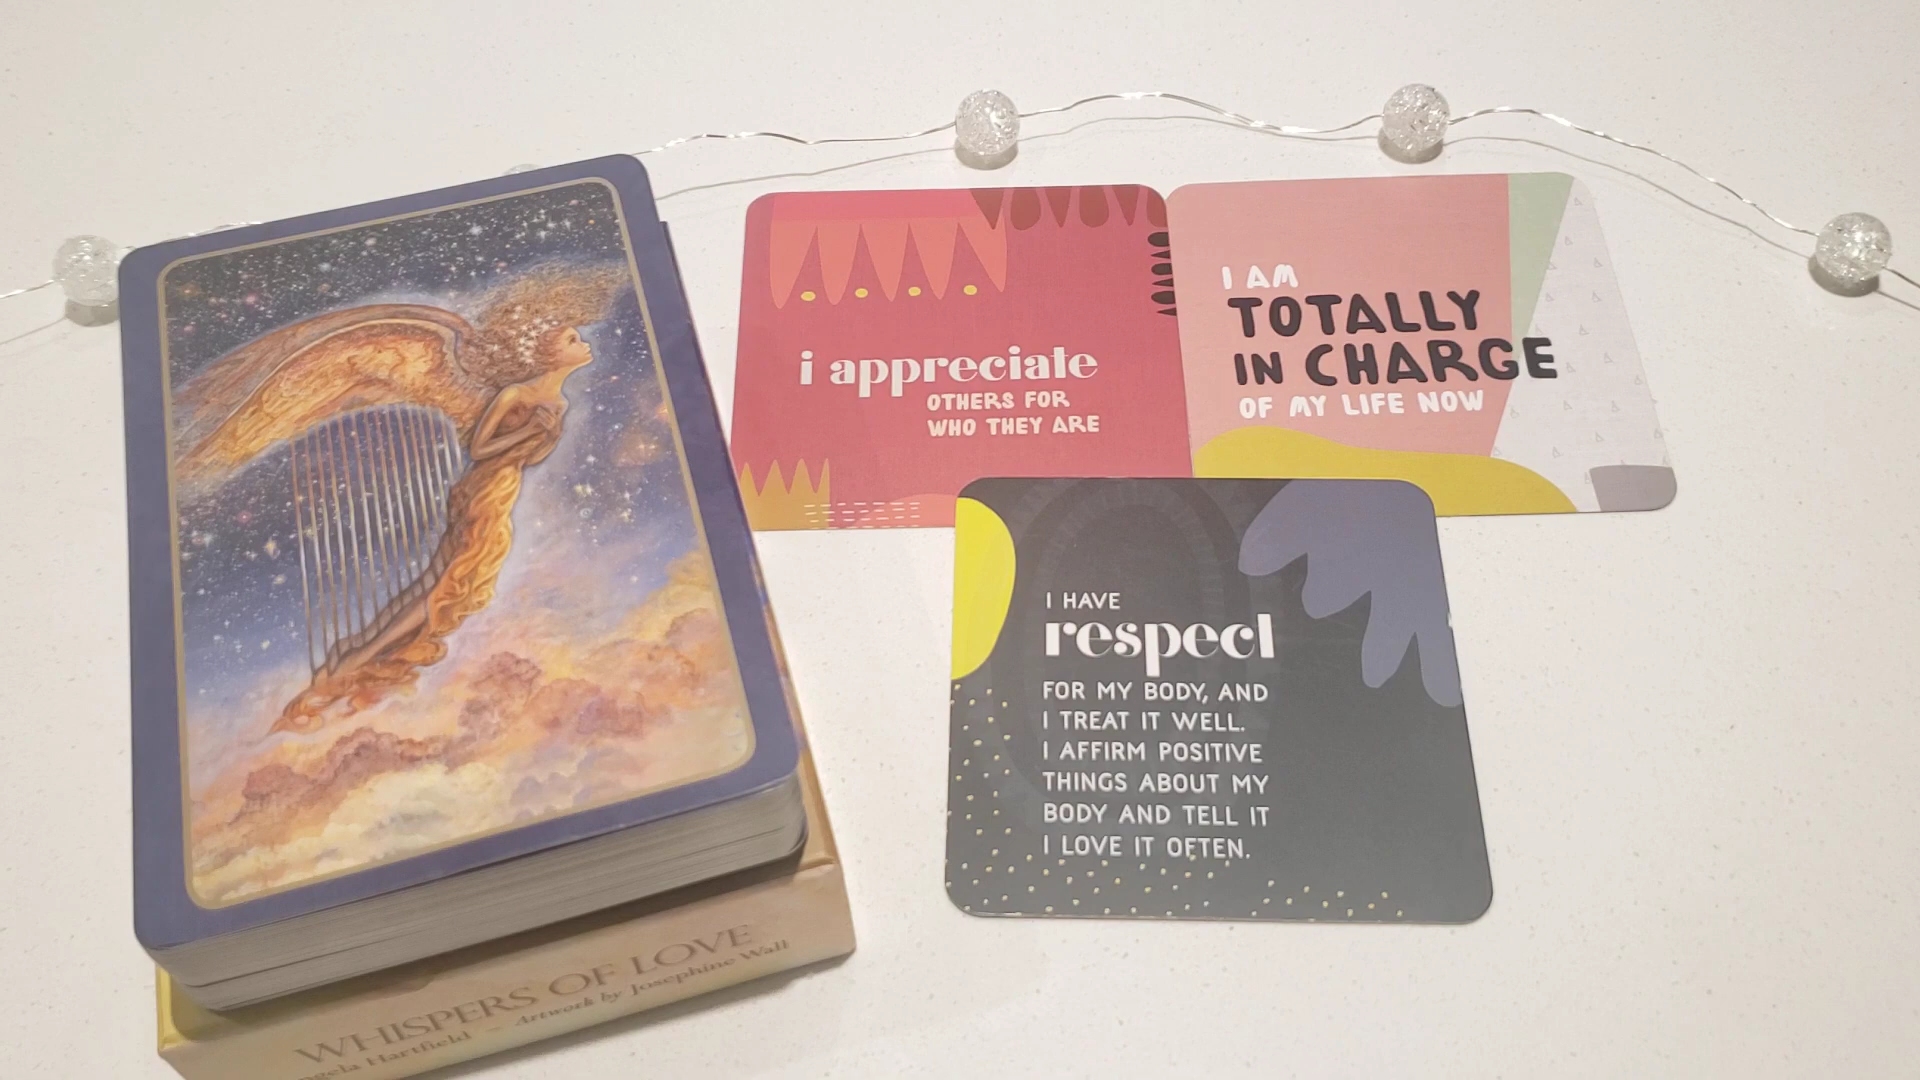 i appreciate
OTHERS FOR
WHO THEY ARE
I AM
TOTALLY
IN CHARGE
OF MY LIFE NOW
I HAVE
respect
FOR MY BODY, AND
I TREAT IT WELL.
I AFFIRM POSITIVE
THINGS ABOUT MY
BODY AND TELL IT
I LOVE IT OFTEN.
WHISPERS OF LOVE
Hartfield – Artwork by Josephine Wall